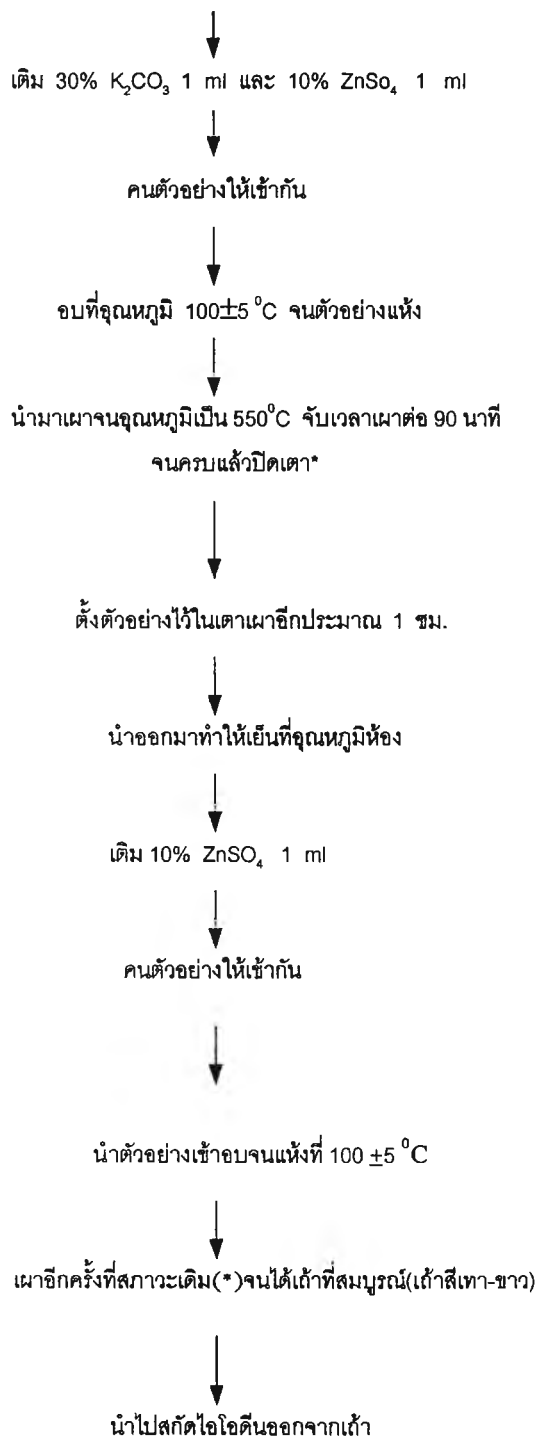 เติม 30% K₂CO₃ 1 ml และ 10% ZnSo₄ 1 ml
คนตัวอย่างให้เข้ากัน
อบที่อุณหภูมิ 100±5 ⁰C จนตัวอย่างแห้ง
นำมาเผาจนอุณหภูมิเป็น 550⁰C จับเวลาเผาต่อ 90 นาที
จนครบแล้วปิดเตา*
ตั้งตัวอย่างไว้ในเตาเผาอีกประมาณ 1 ชม.
นำออกมาทำให้เย็นที่อุณหภูมิห้อง
เติม 10% ZnSO₄ 1 ml
คนตัวอย่างให้เข้ากัน
นำตัวอย่างเข้าอบจนแห้งที่ 100 ±5 ⁰C
เผาอีกครั้งที่สภาวะเดิม(*)จนได้เถ้าที่สมบูรณ์(เถ้าสีเทา-ขาว)
นำไปสกัดไอโอดีนออกจากเถ้า